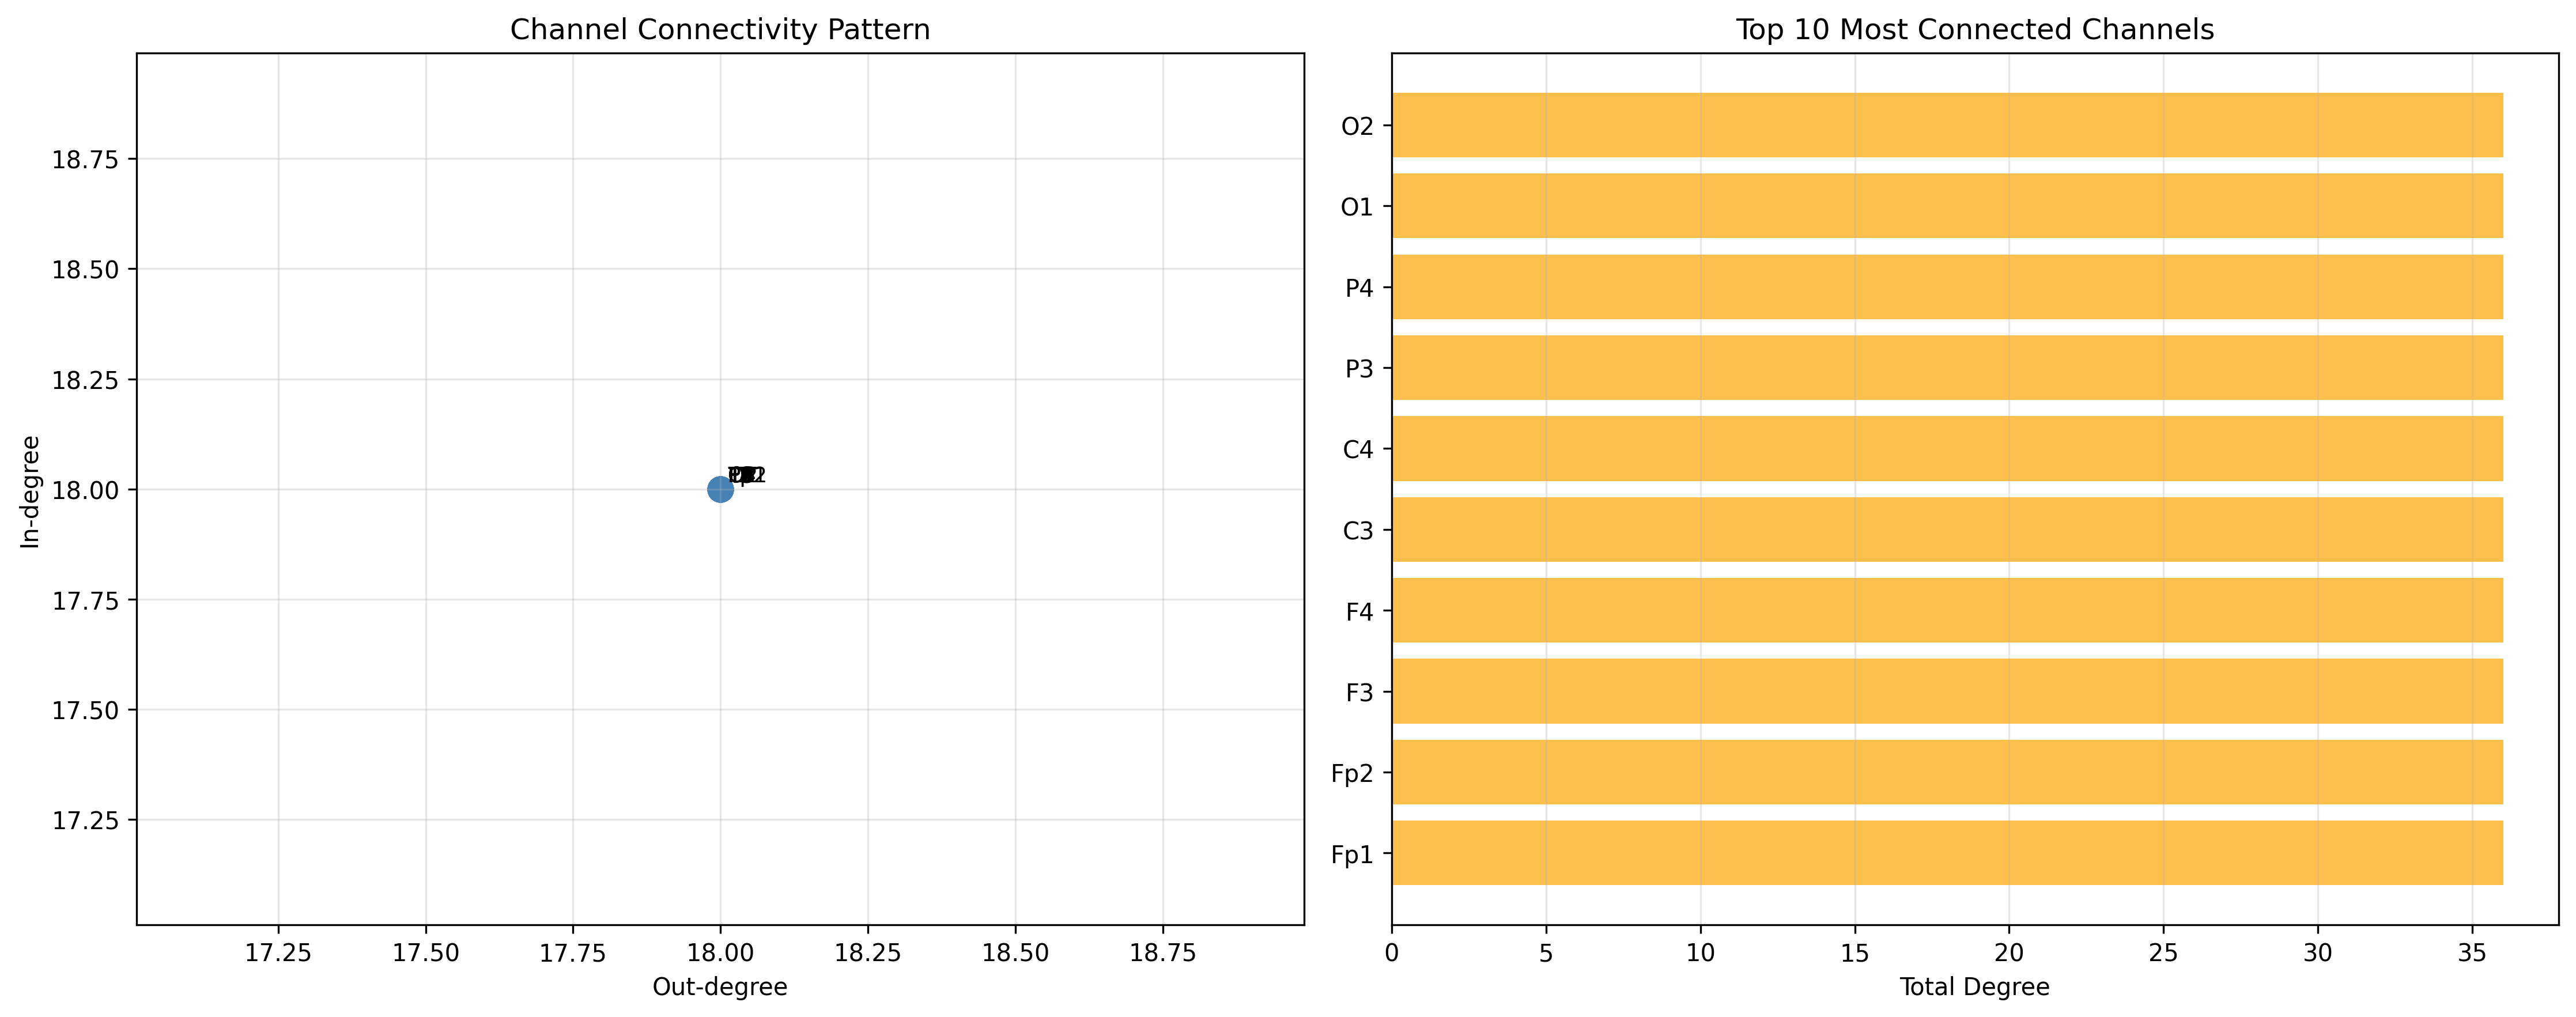 Channel Connectivity Pattern
In-degree
18.75
18.50
18.25
18.00
17.75
17.50
17.25
17.25 17.50 17.75 18.00 18.25 18.50 18.75
Out-degree
Top 10 Most Connected Channels
O2
O1
P4
P3
C4
C3
F4
F3
Fp2
Fp1
0 5 10 15 20 25 30 35
Total Degree